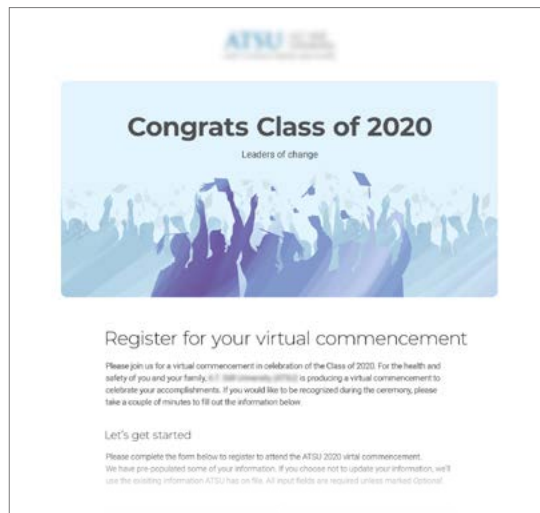 ATSU
Congrats Class of 2020
Leaders of change
Register for your virtual commencement
Please join us for a virtual commencement in celebration of the Class of 2020. For the health and
safety of you and your family, is producing a virtual commencement to
celebrate your accomplishments. If you would like to be recognized during the ceremony, please
take a couple of minutes to fill out the information below.
Let's get started
Please complete the form below to register to attend the ATSU 2020 virtal commencement.
We have pre-populated some of your information. If you choose not to update your information, we'll
use the existing information ATSU has on file. All input fields are required unless marked Optional.